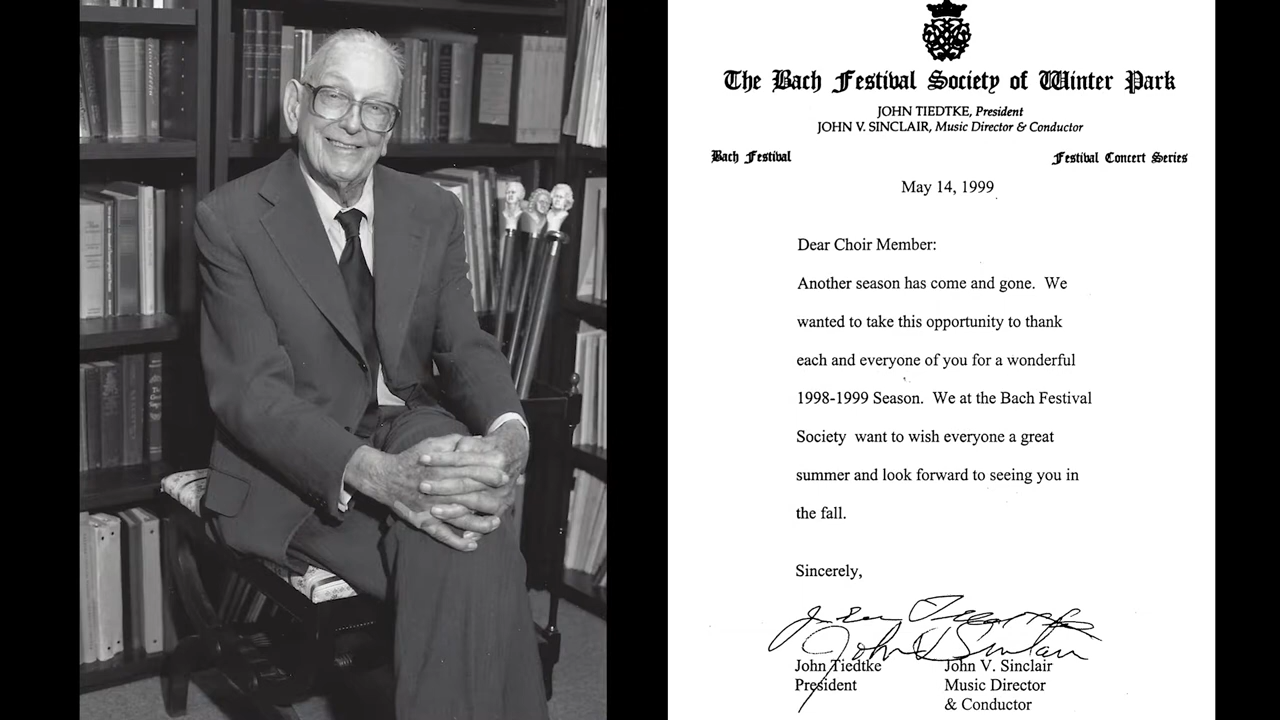 The Bach Festival Society of Winter Park
JOHN TIEDTKE, President
JOHN V. SINCLAIR, Music Director & Conductor
Bach Festival
Festival Concert Series
May 14, 1999
Dear Choir Member:
Another season has come and gone. We
wanted to take this opportunity to thank
each and everyone of you for a wonderful
1998-1999 Season. We at the Bach Festival
Society want to wish everyone a great
summer and look forward to seeing you in
the fall.
Sincerely,
John Tiedtke
John V Sinclair
John Tiedtke
John V. Sinclair
President
Music Director
& Conductor